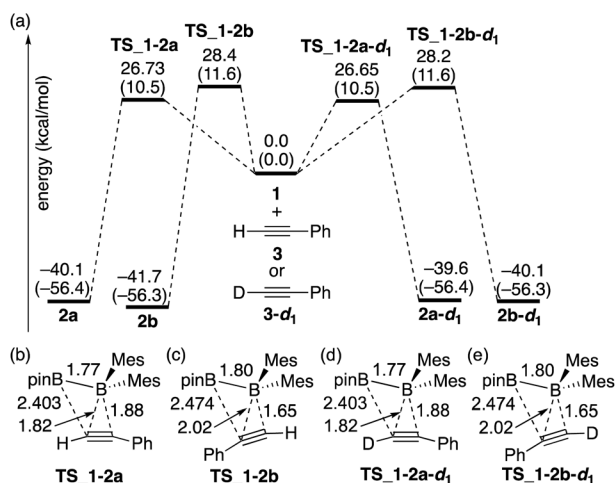 (a)
energy (kcal/mol)
TS_1-2a
26.73
(10.5)
TS_1-2b
28.4
(11.6)
TS_1-2a-d1
26.65
(10.5)
TS_1-2b-d1
28.2
(11.6)
0.0
(0.0)
1
+
H Ph
3
or
D Ph
3-d1
−40.1
(−56.4)
2a
−41.7
(−56.3)
2b
−39.6
(−56.4)
2a-d1
−40.1
(−56.3)
2b-d1
(b)
1.77
Mes
pinB B Mes
2.403
1.88
1.82
H Ph
TS_1-2a
(c)
1.80
Mes
pinB B Mes
2.474
1.65
2.02
H
Ph
TS_1-2b
(d)
1.77
Mes
pinB B Mes
2.403
1.88
1.82
D Ph
TS_1-2a-d1
(e)
1.80
Mes
pinB B Mes
2.474
1.65
2.02
D
Ph
TS_1-2b-d1